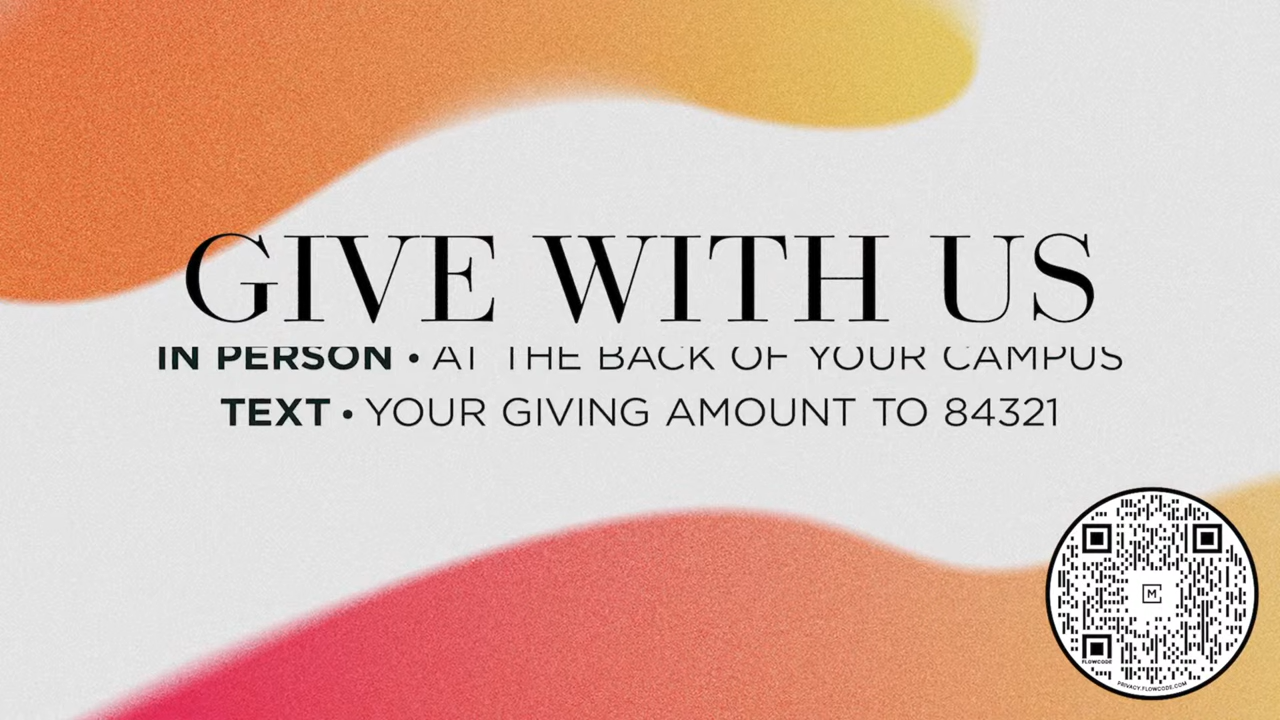 GIVE WITH US
IN PERSON • AT THE BACK OF YOUR CAMPUS
TEXT • YOUR GIVING AMOUNT TO 84321
M
FLOWCODE
PRIVACY.FLOWCODE.COM